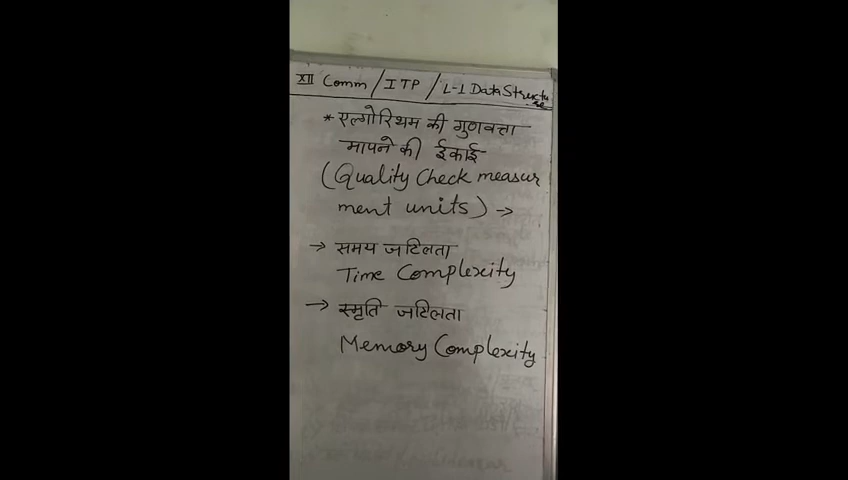 XII Comm / ITP / L-1 Data Structure
* एल्गोरिथम की गुणवत्ता
मापने की ईकाई
(Quality Check measur
ment units) →
→ समय जटिलता
Time Complexity
→ स्मृति जटिलता
Memory Complexity